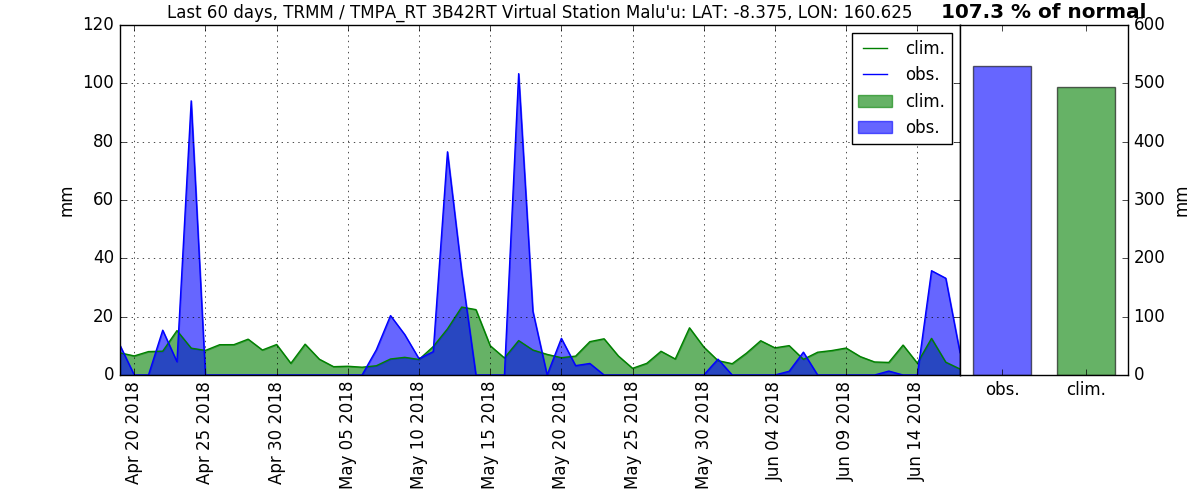 Last 60 days, TRMM / TMPA_RT 3B42RT Virtual Station Malu'u: LAT: -8.375, LON: 160.625
107.3 % of normal
120
100
80
60
40
20
0
mm
clim.
obs.
clim.
obs.
600
500
400
300
200
100
0
mm
Apr 20 2018
Apr 25 2018
Apr 30 2018
May 05 2018
May 10 2018
May 15 2018
May 20 2018
May 25 2018
May 30 2018
Jun 04 2018
Jun 09 2018
Jun 14 2018
obs.
clim.